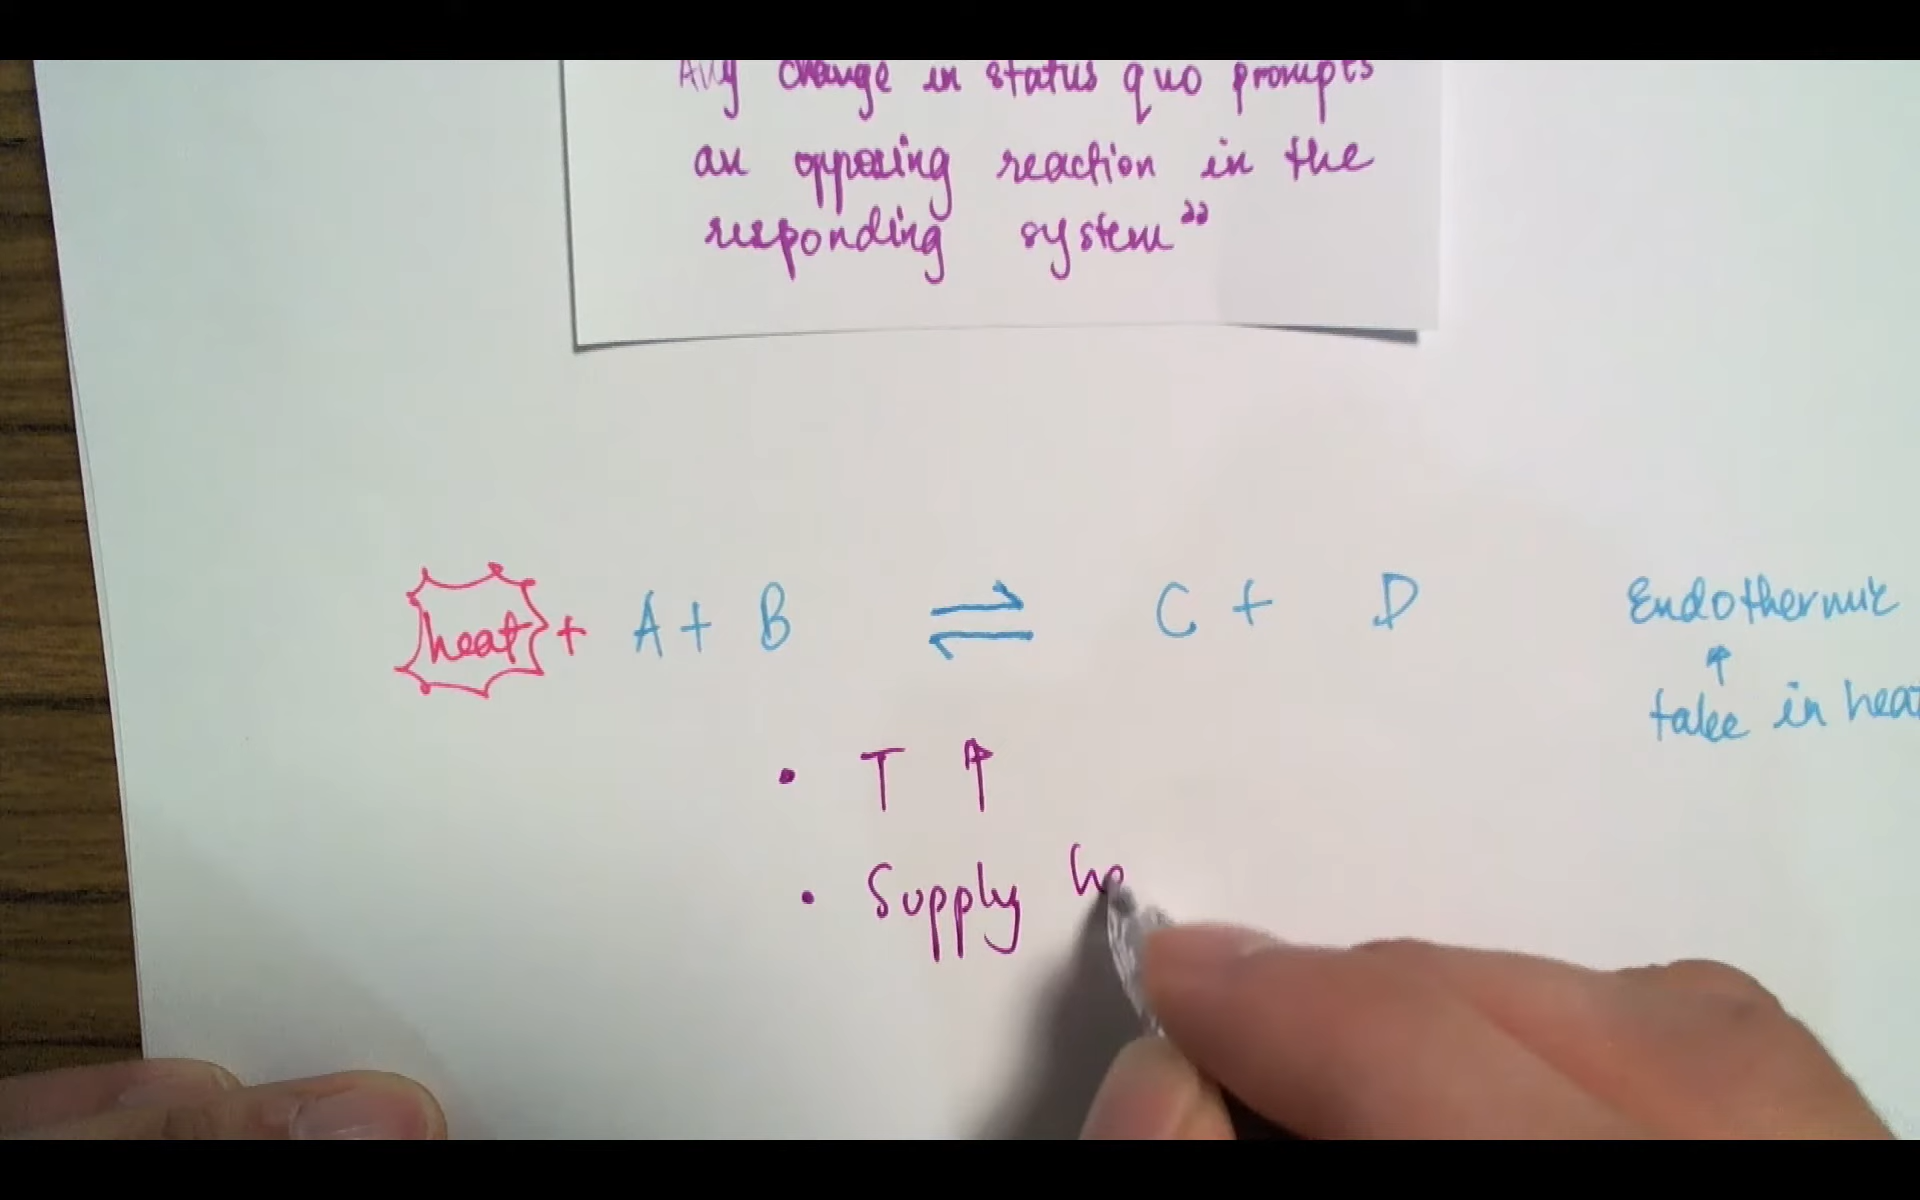 Any change in status quo prompts
an opposing reaction in the
responding system”
heat + A + B ⇌ C + D Endothermic
↑
take in heat
• T ↑
• Supply he